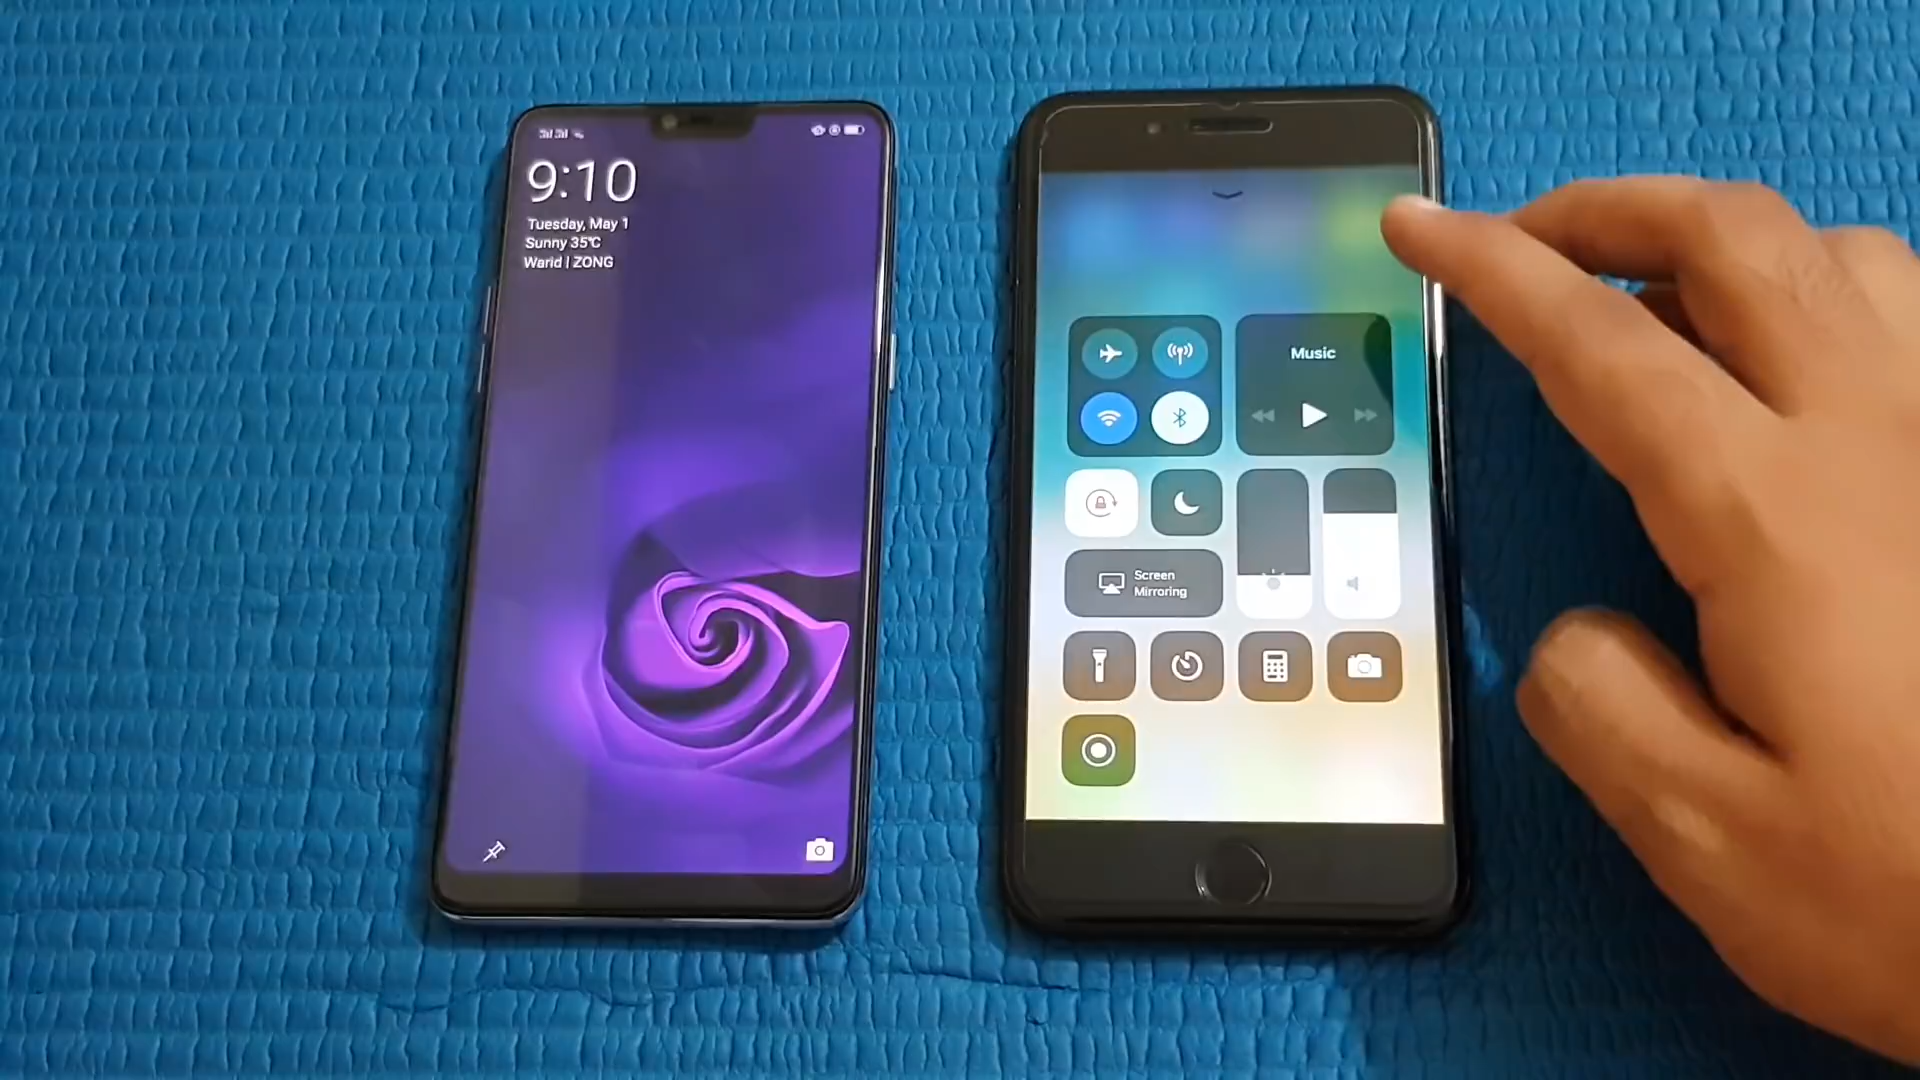 9:10
Tuesday, May 1
Sunny 35℃
Warid | ZONG
Music
Screen
Mirroring